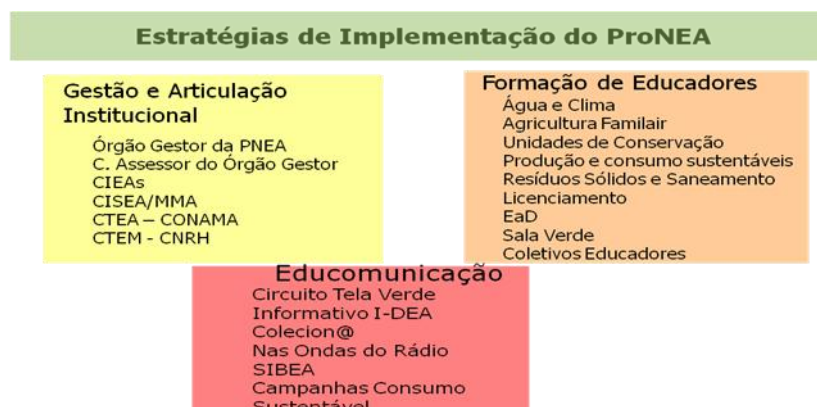 Estratégias de Implementação do ProNEA
Gestão e Articulação
Institucional
Órgão Gestor da PNEA
C. Assessor do Órgão Gestor
CIEAs
CISEA/MMA
CTEA – CONAMA
CTEM - CNRH
Formação de Educadores
Água e Clima
Agricultura Familair
Unidades de Conservação
Produção e consumo sustentáveis
Resíduos Sólidos e Saneamento
Licenciamento
EaD
Sala Verde
Coletivos Educadores
Educomunicação
Circuito Tela Verde
Informativo I-DEA
Colecion@
Nas Ondas do Rádio
SIBEA
Campanhas Consumo
Sustentável